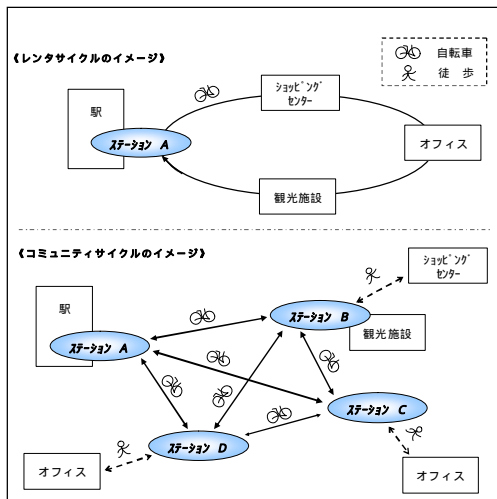 《レンタサイクルのイメージ》
自転車
徒 歩
ｼｮｯﾋﾟﾝｸﾞ
ｾﾝﾀｰ
駅
ｽﾃｰｼｮﾝ A
オフィス
観光施設
《コミュニティサイクルのイメージ》
ｼｮｯﾋﾟﾝｸﾞ
ｾﾝﾀｰ
駅
ｽﾃｰｼｮﾝ B
観光施設
ｽﾃｰｼｮﾝ A
ｽﾃｰｼｮﾝ C
ｽﾃｰｼｮﾝ D
オフィス
オフィス